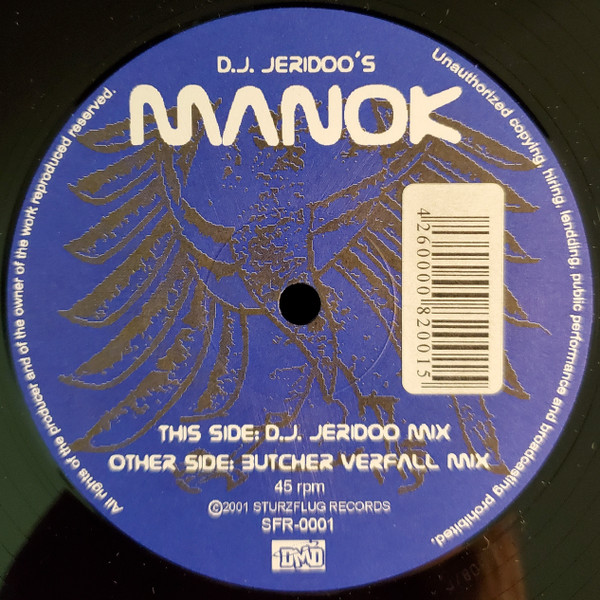 D.J. JERIDOO'S
MANOK
All rights of the producer and of the owner of the work reproduced reserved.
Unauthorized copying, hiring, lendding, public performance and broadcasting prohibited.
4260000820015
THIS SIDE: D.J. JERIDOO MIX
OTHER SIDE: BUTCHER VERFALL MIX
45 rpm
©2001 STURZFLUG RECORDS
SFR-0001
DMD